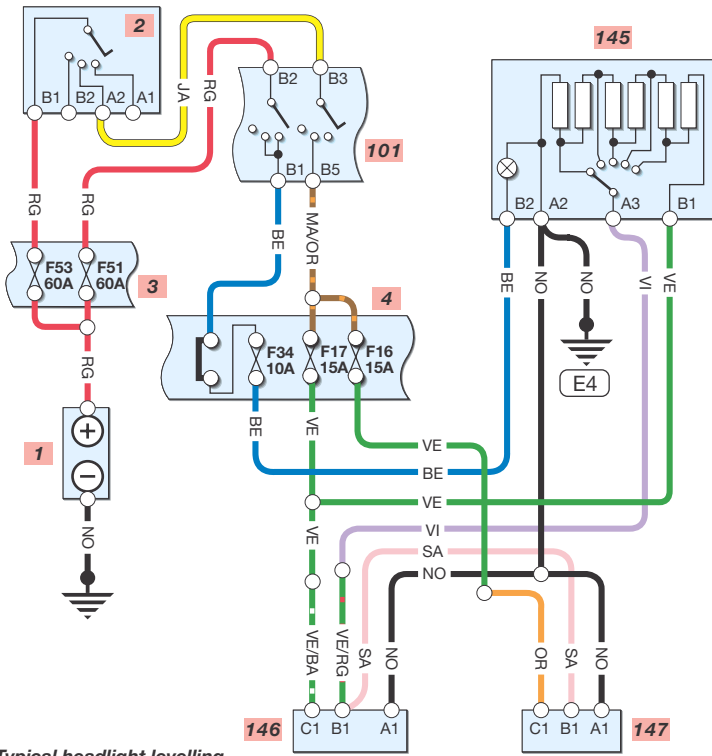 2
B1 B2 A2 A1
JA
RG
B2 B3
101
B1 B5
145
B2 A2 A3 B1
RG
RG
BE
MA/OR
BE
NO
NO
VI
VE
F53
60A
F51
60A
3
4
F34
10A
F17
15A
F16
15A
E4
RG
1
+
−
NO
BE
VE
VE
BE
VE
VE
VI
SA
NO
VE/BA
VE/RG
SA
NO
OR
SA
NO
146
C1 B1 A1
C1 B1 A1
147
Typical headlight levelling